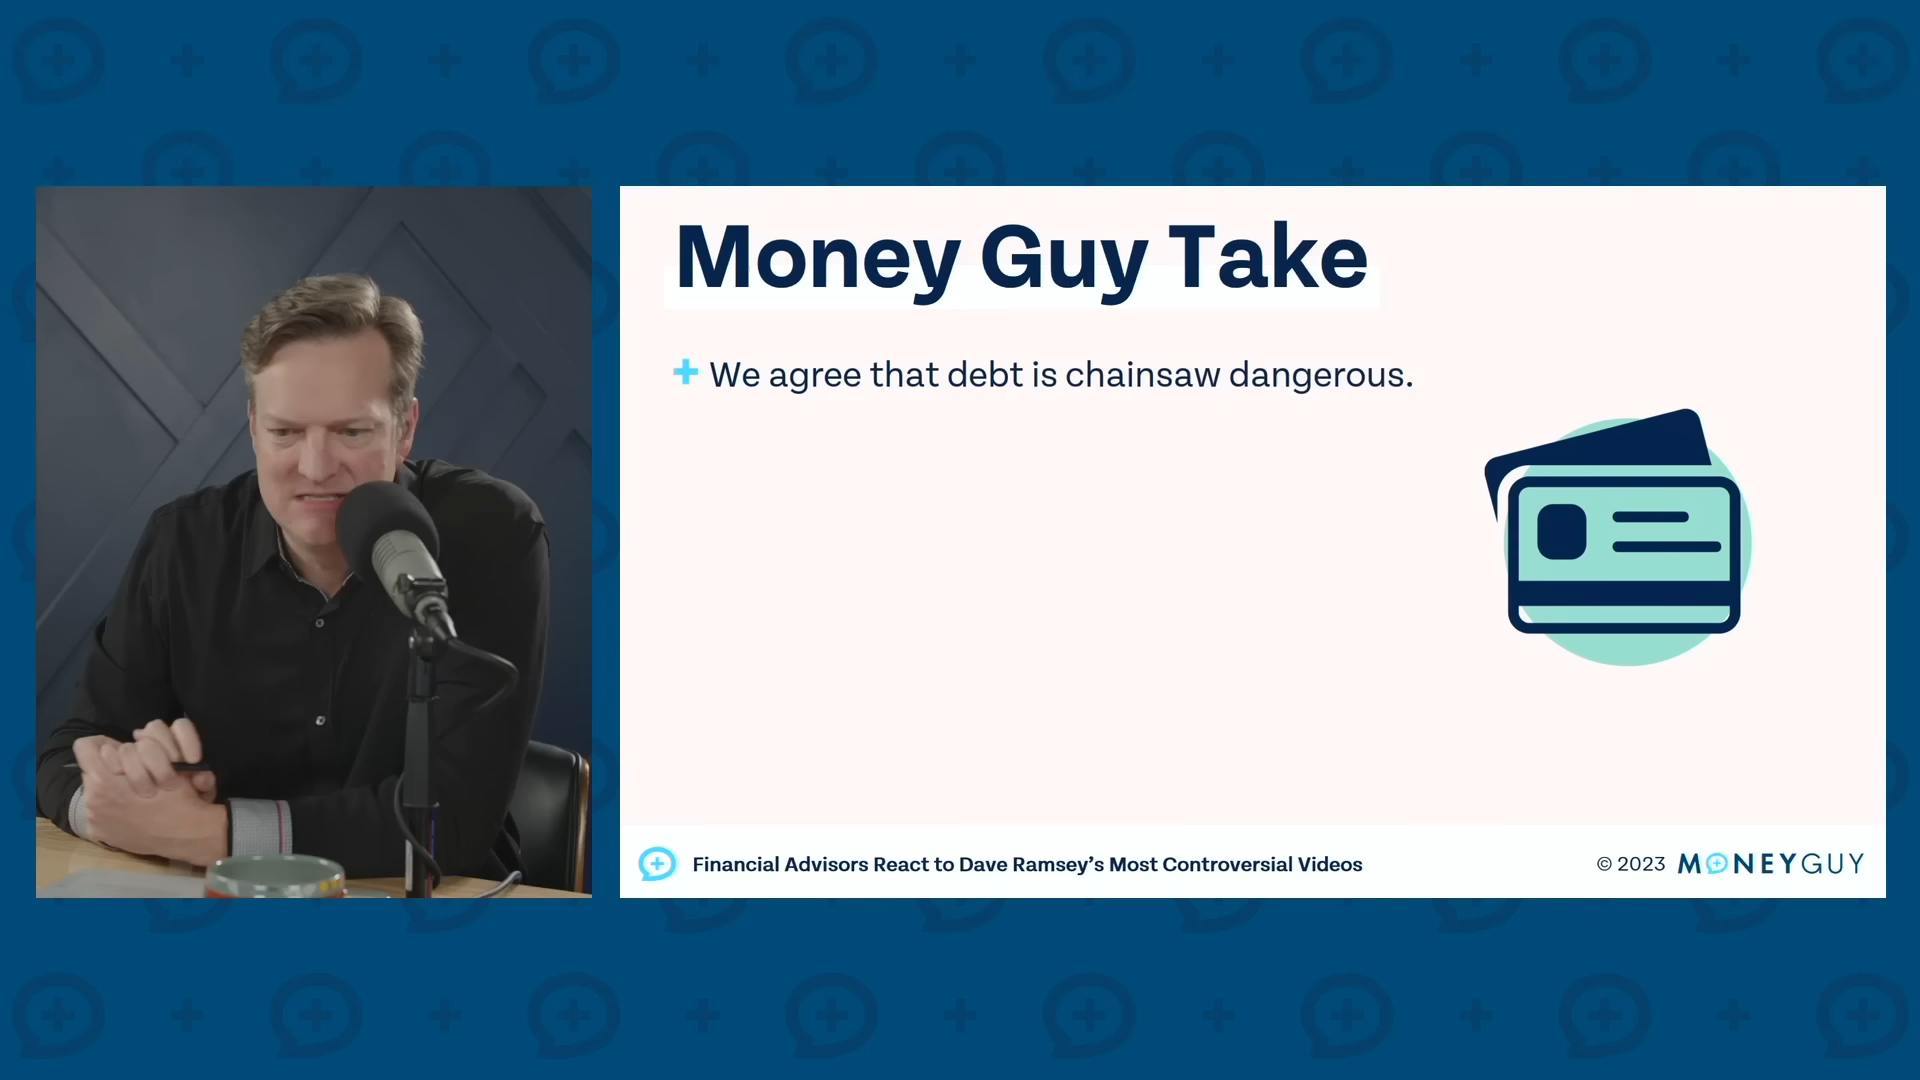 Money Guy Take
+ We agree that debt is chainsaw dangerous.
Financial Advisors React to Dave Ramsey’s Most Controversial Videos
© 2023 MONEYGUY